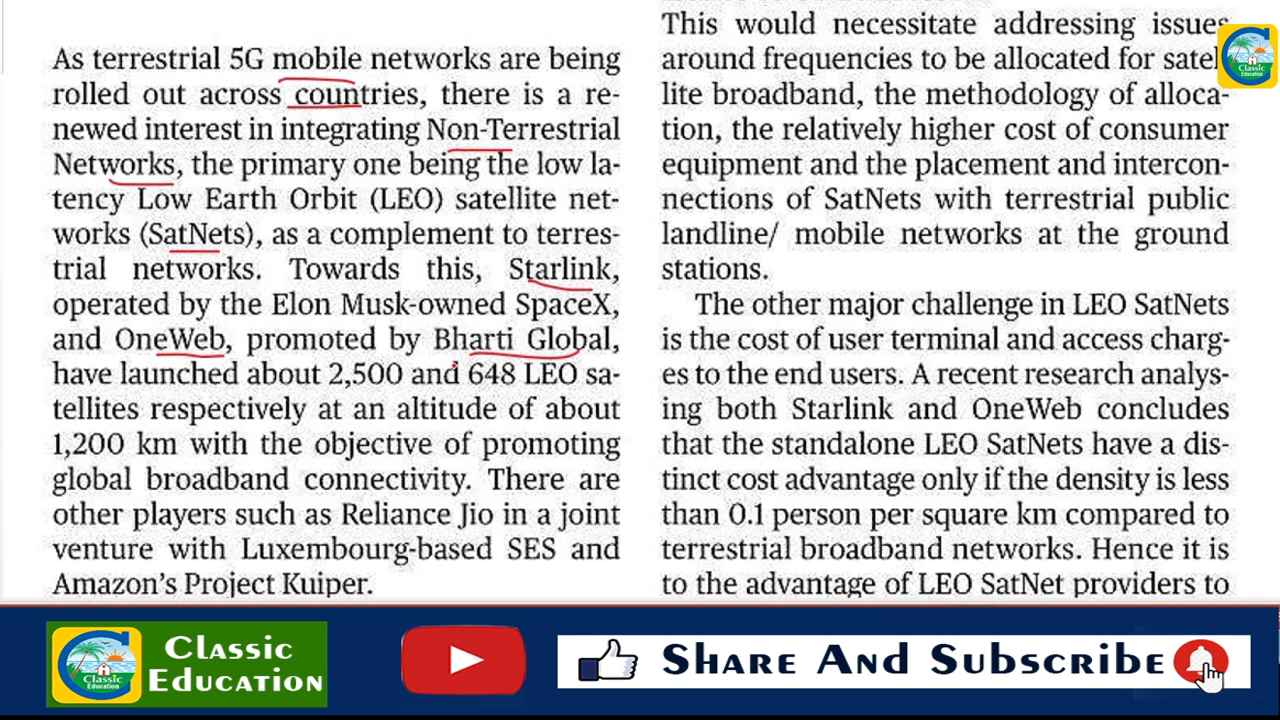 As terrestrial 5G mobile networks are being
rolled out across countries, there is a re-
newed interest in integrating Non-Terrestrial
Networks, the primary one being the low la-
tency Low Earth Orbit (LEO) satellite net-
works (SatNets), as a complement to terres-
trial networks. Towards this, Starlink,
operated by the Elon Musk-owned SpaceX,
and OneWeb, promoted by Bharti Global,
have launched about 2,500 and 648 LEO sa-
tellites respectively at an altitude of about
1,200 km with the objective of promoting
global broadband connectivity. There are
other players such as Reliance Jio in a joint
venture with Luxembourg-based SES and
Amazon's Project Kuiper.
This would necessitate addressing issues
around frequencies to be allocated for satel-
lite broadband, the methodology of alloca-
tion, the relatively higher cost of consumer
equipment and the placement and intercon-
nections of SatNets with terrestrial public
landline/ mobile networks at the ground
stations.
The other major challenge in LEO SatNets
is the cost of user terminal and access charg-
es to the end users. A recent research analys-
ing both Starlink and OneWeb concludes
that the standalone LEO SatNets have a dis-
tinct cost advantage only if the density is less
than 0.1 person per square km compared to
terrestrial broadband networks. Hence it is
to the advantage of LEO SatNet providers to
Classic
Education
Classic
Education
Classic
Education
Share And Subscribe